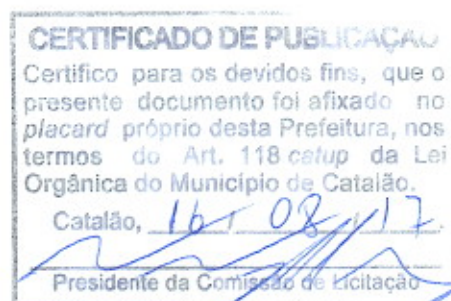 CERTIFICADO DE PUBLICAÇÃO
Certifico para os devidos fins, que o
presente documento foi afixado no
placard próprio desta Prefeitura, nos
termos do Art. 118 catup da Lei
Orgânica do Município de Catalão.
Catalão, 16 / 08 / 17.
Presidente da Comissão de Licitação